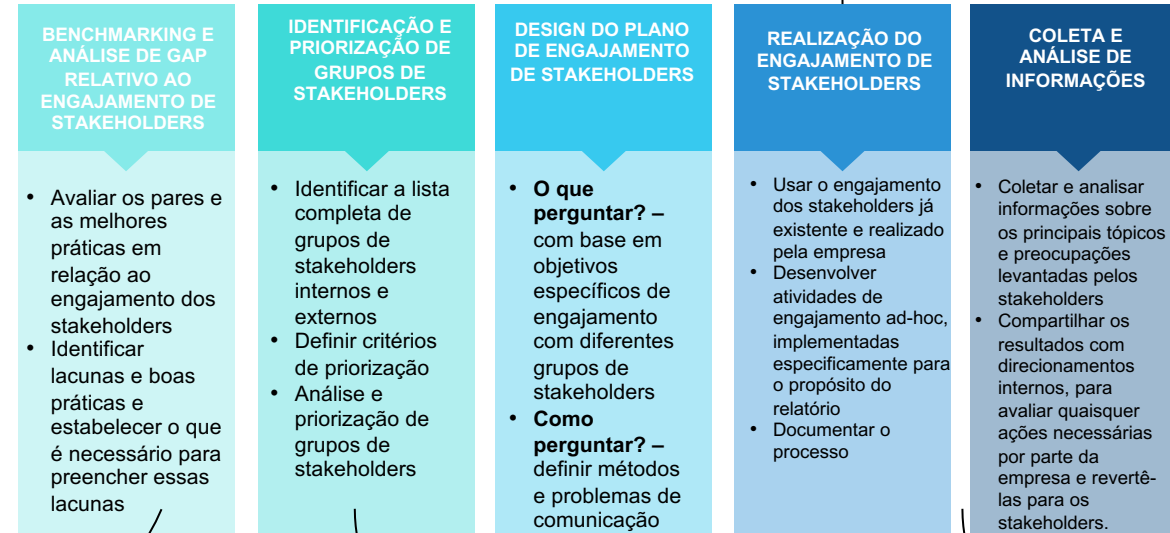 BENCHMARKING E
ANÁLISE DE GAP
RELATIVO AO
ENGAJAMENTO DE
STAKEHOLDERS
• Avaliar os pares e
as melhores
práticas em
relação ao
engajamento dos
stakeholders
• Identificar
lacunas e boas
práticas e
estabelecer o que
é necessário para
preencher essas
lacunas
IDENTIFICAÇÃO E
PRIORIZAÇÃO DE
GRUPOS DE
STAKEHOLDERS
• Identificar a lista
completa de
grupos de
stakeholders
internos e
externos
• Definir critérios
de priorização
• Análise e
priorização de
grupos de
stakeholders
DESIGN DO PLANO
DE ENGAJAMENTO
DE STAKEHOLDERS
• O que
perguntar? –
com base em
objetivos
específicos de
engajamento
com diferentes
grupos de
stakeholders
• Como
perguntar? –
definir métodos
e problemas de
comunicação
REALIZAÇÃO DO
ENGAJAMENTO DE
STAKEHOLDERS
• Usar o engajamento
dos stakeholders já
existente e realizado
pela empresa
• Desenvolver
atividades de
engajamento ad-hoc,
implementadas
especificamente para
o propósito do
relatório
• Documentar o
processo
COLETA E
ANÁLISE DE
INFORMAÇÕES
• Coletar e analisar
informações sobre
os principais tópicos
e preocupações
levantadas pelos
stakeholders
• Compartilhar os
resultados com
direcionamentos
internos, para
avaliar quaisquer
ações necessárias
por parte da
empresa e revertê-
las para os
stakeholders.